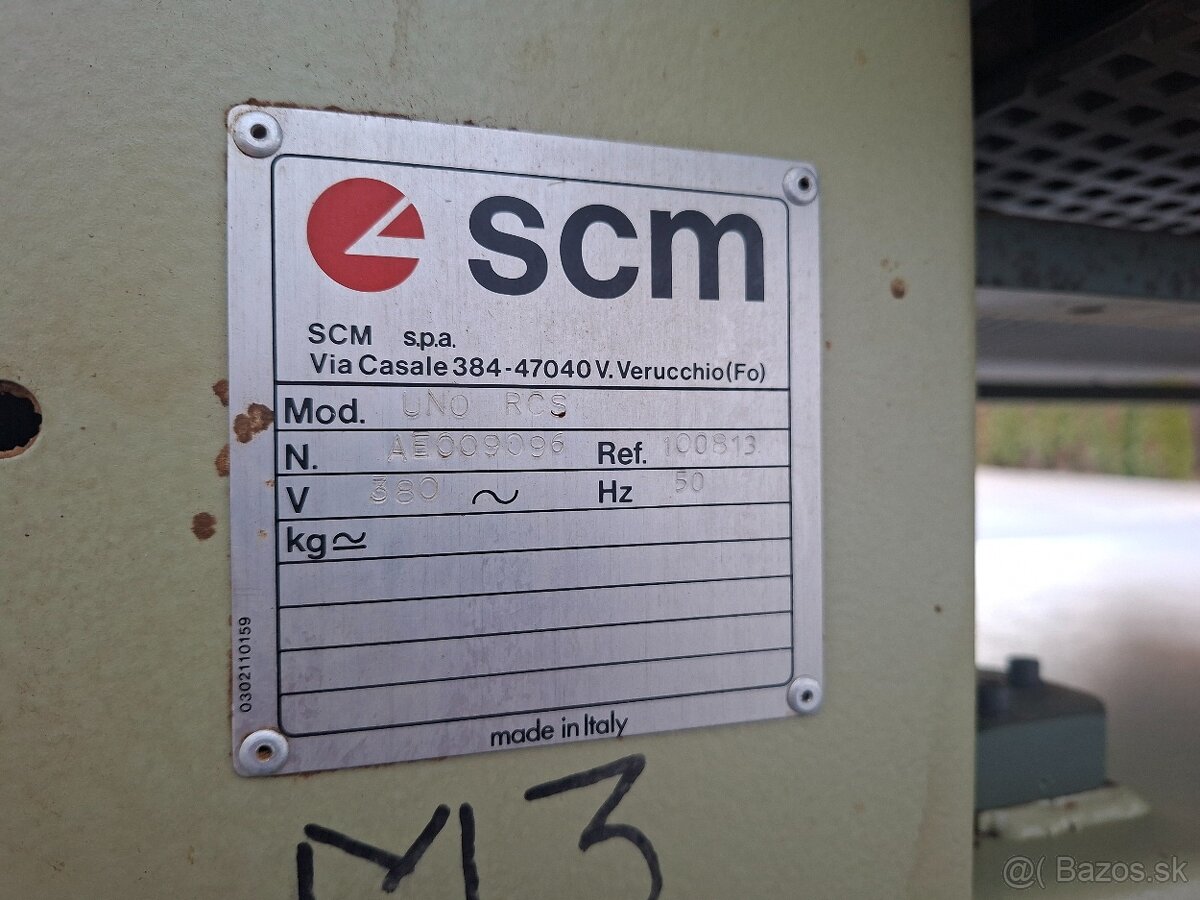 scm
SCM s.p.a.
Via Casale 384-47040 V. Verucchio (Fo)
Mod. UNO RCS
N. AE009096 Ref. 100813
V 380 ~ Hz 50
kg≃
0302110159
made in Italy
M3
@( Bazos.sk